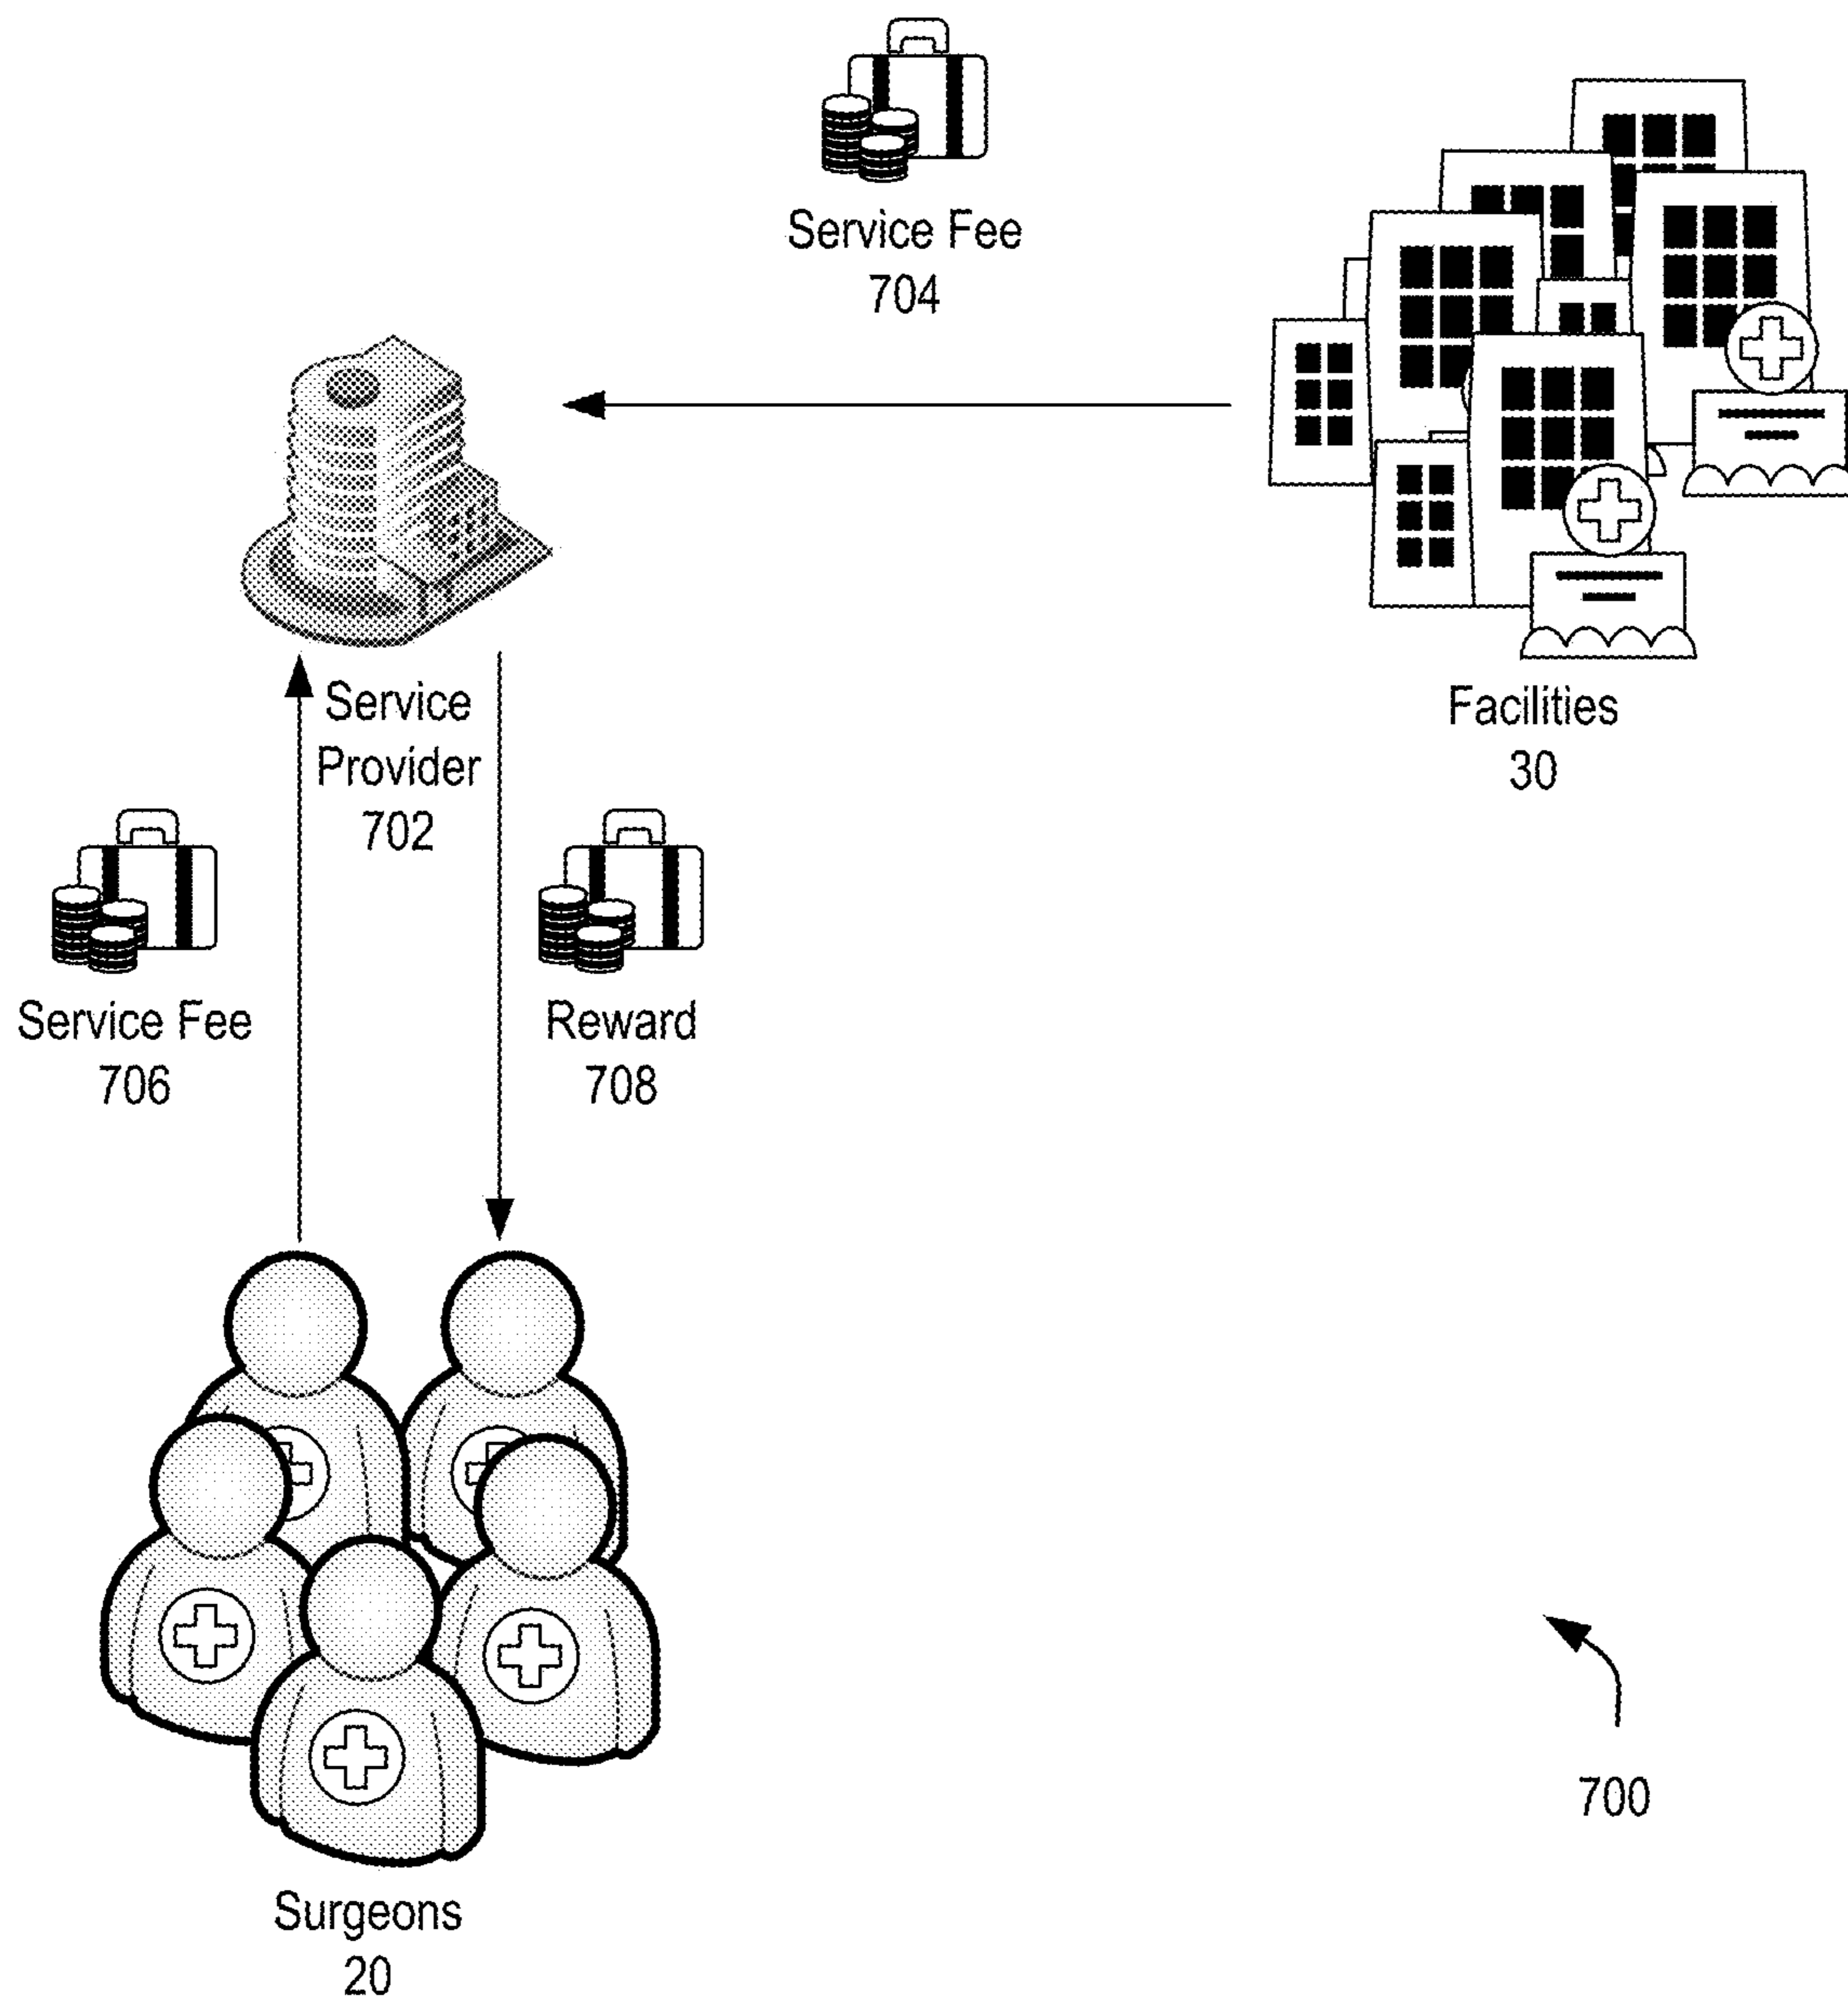 Service Fee
704
Facilities
30
Service
Provider
702
Service Fee
706
Reward
708
Surgeons
20
700